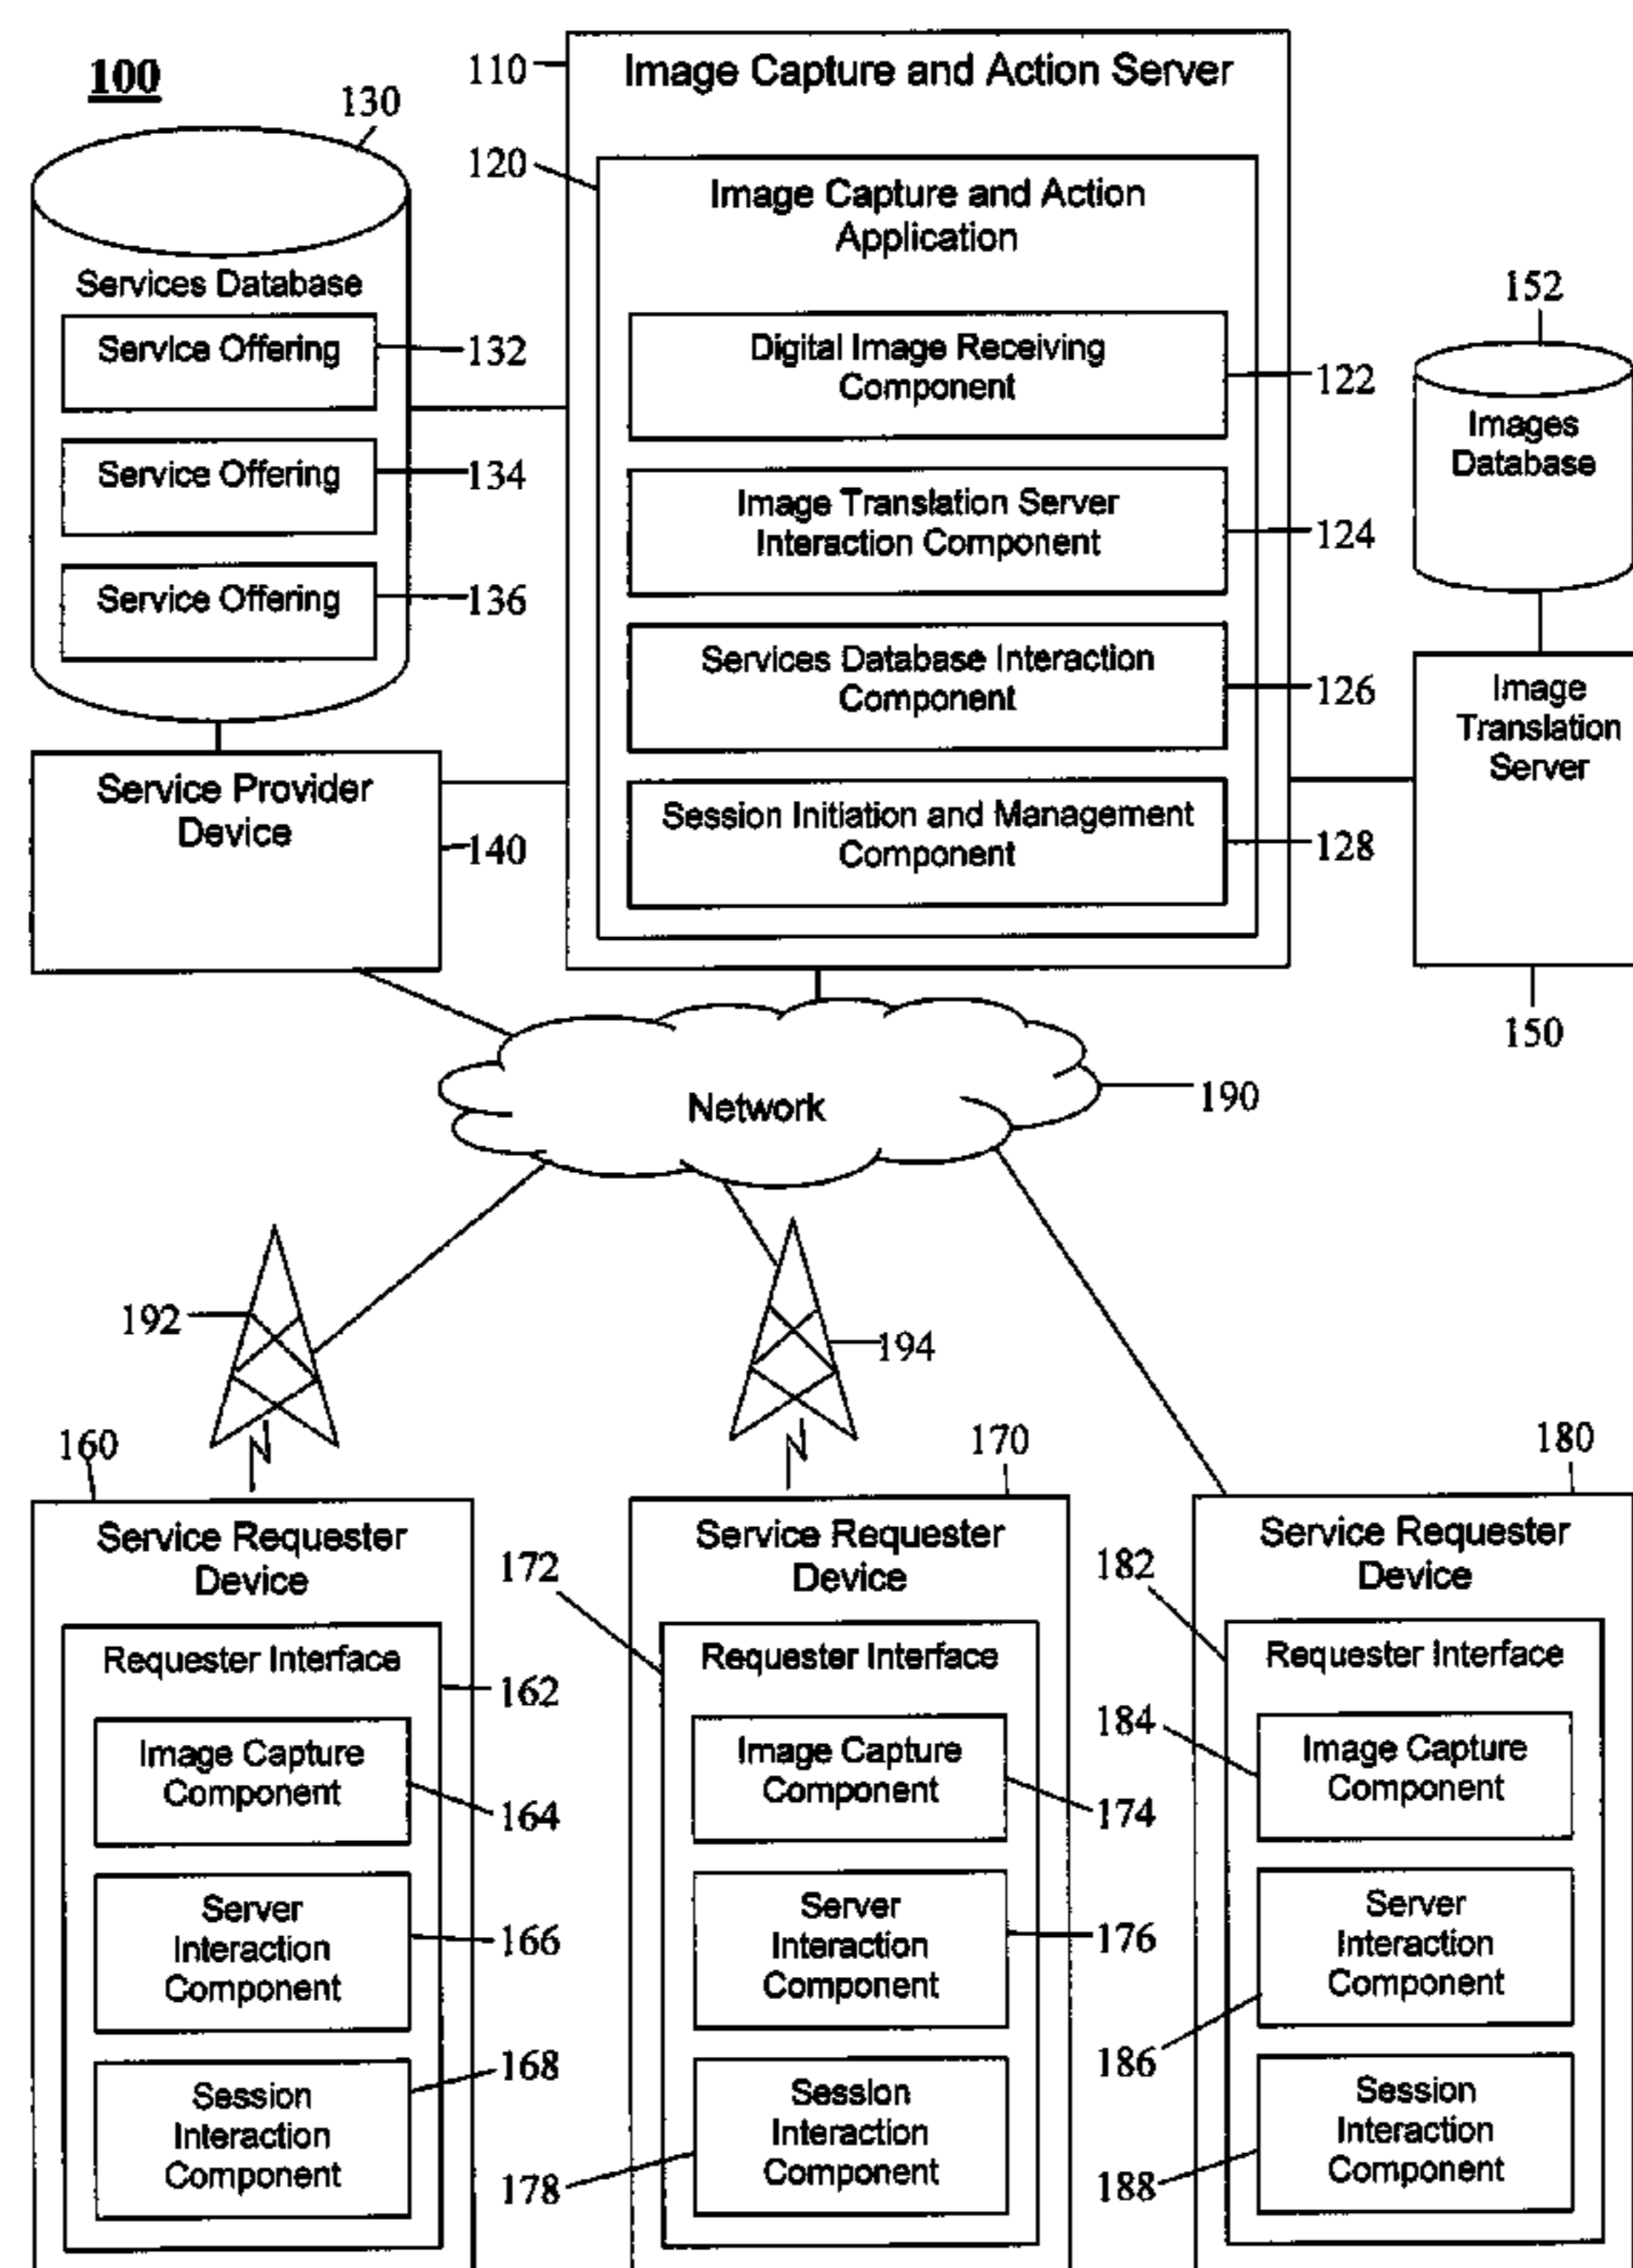 100
130
110
Image Capture and Action Server
120
Image Capture and Action
Application
Services Database
Service Offering
132
Service Offering
134
Service Offering
136
Digital Image Receiving
Component
122
Image Translation Server
Interaction Component
124
Services Database Interaction
Component
126
Session Initiation and Management
Component
128
152
Images
Database
Image
Translation
Server
150
Service Provider
Device
140
Network
190
192
194
160
Service Requester
Device
Requester Interface
162
Image Capture
Component
164
Server
Interaction
Component
166
Session
Interaction
Component
168
170
Service Requester
Device
172
Requester Interface
Image Capture
Component
174
Server
Interaction
Component
176
Session
Interaction
Component
178
180
Service Requester
Device
182
Requester Interface
184
Image Capture
Component
Server
Interaction
Component
186
Session
Interaction
Component
188